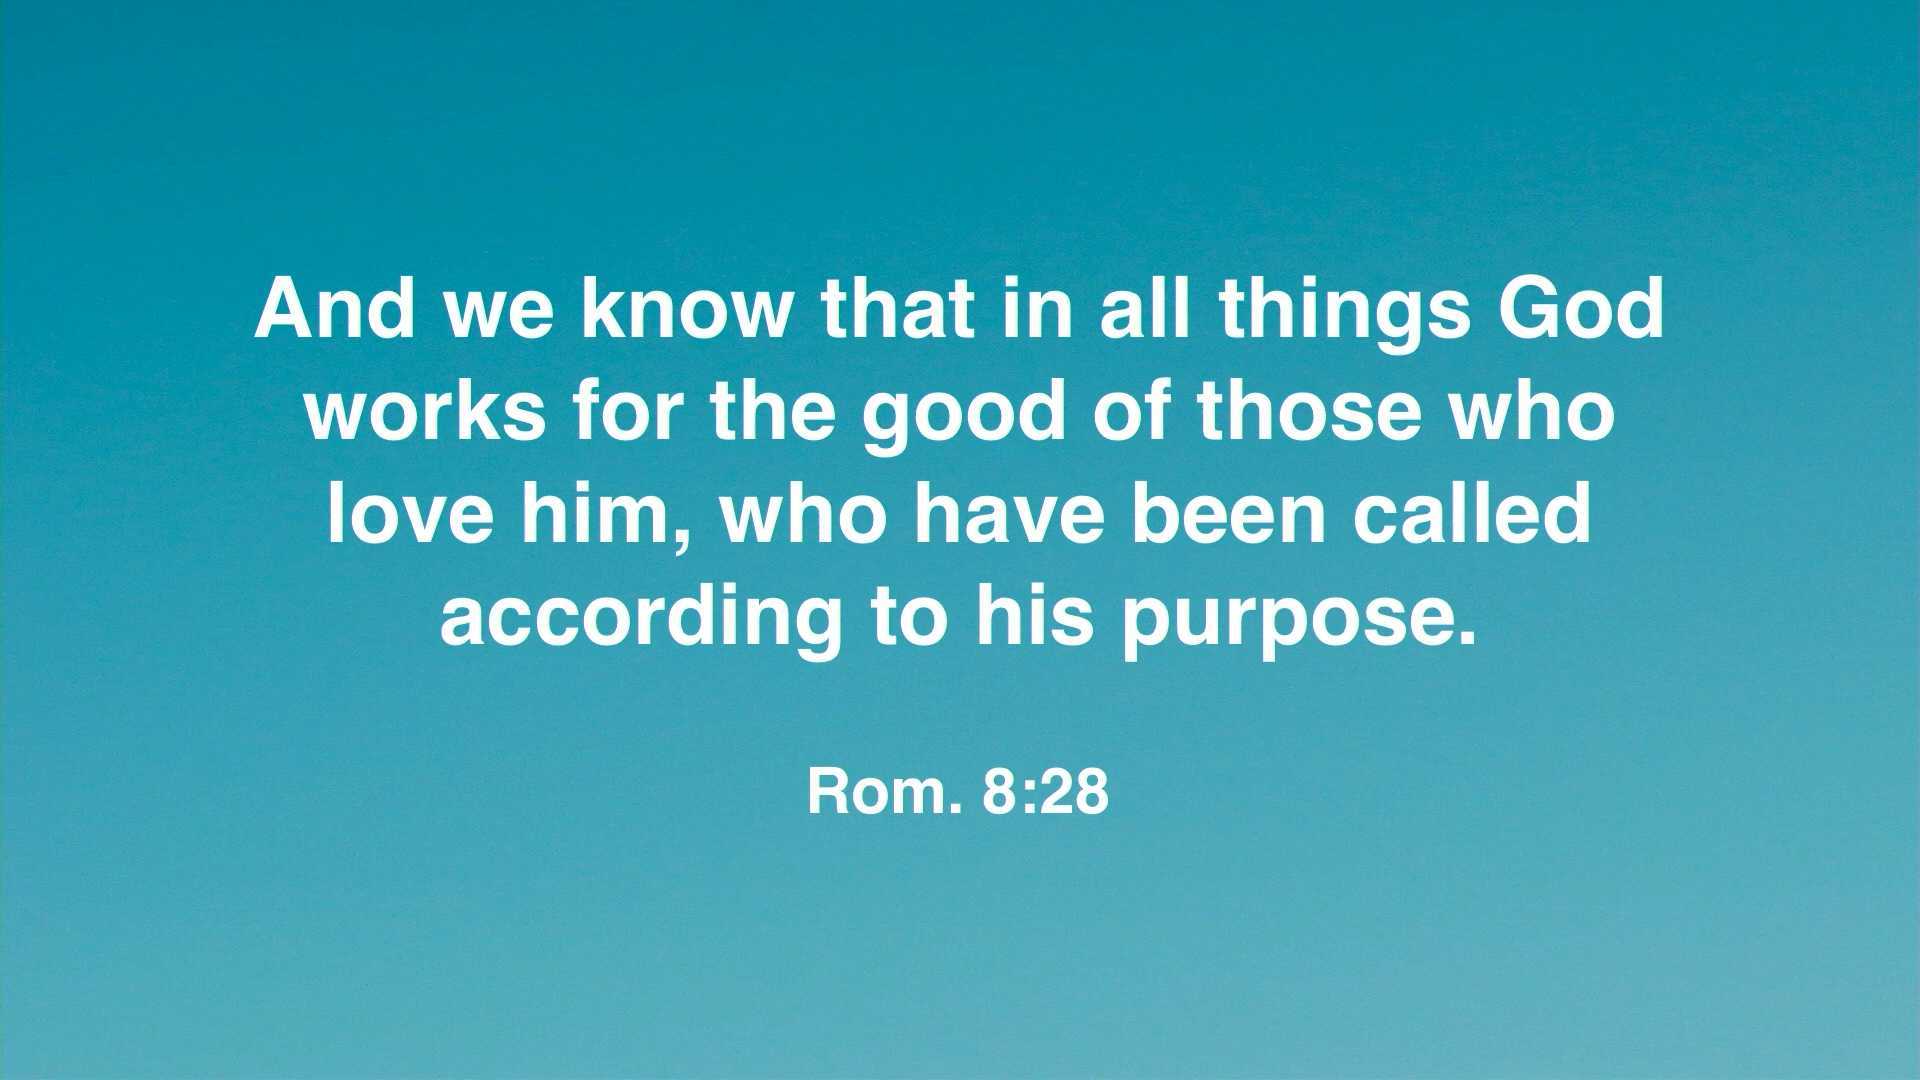 And we know that in all things God
works for the good of those who
love him, who have been called
according to his purpose.
Rom. 8:28